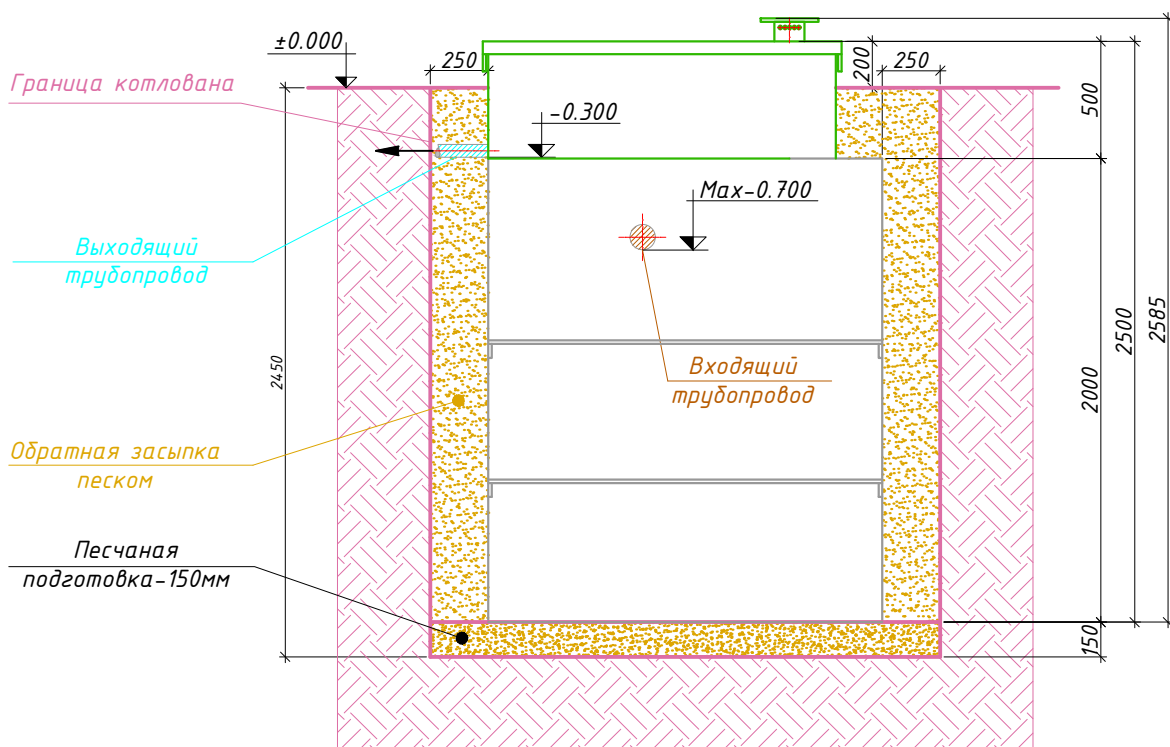 ±0.000
Граница котлована
250
200
250
500
-0.300
Max-0.700
Выходящий
трубопровод
2585
2500
2450
Входящий
трубопровод
2000
Обратная засыпка
песком
Песчаная
подготовка-150мм
150